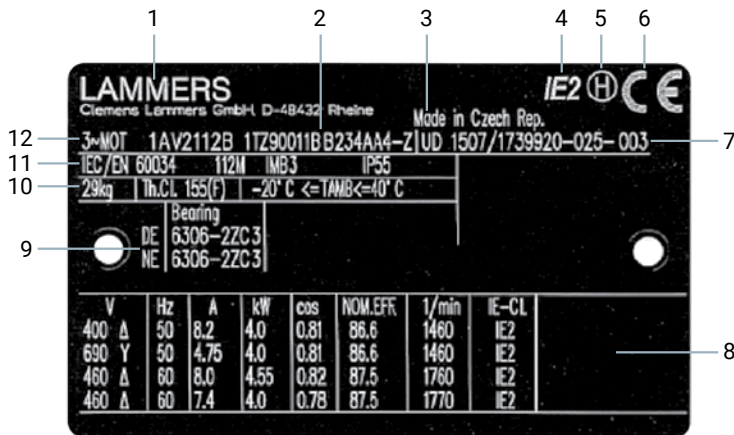 1 2 3 4 5 6
LAMMERS IE2 H CE
Clemens Lammers GmbH, D-48432 Rheine
Made in Czech Rep.
12 3~MOT 1AV2112B 1TZ90011BB234AA4-Z UD 1507/1739920-025-003 7
11 IEC/EN 60034 112M IMB3 IP55
10 29kg Th.Cl. 155(F) -20°C <=TAMB<=40°C
Bearing
DE 6306-2ZC3
9
NE 6306-2ZC3
V Hz A kW cos NOM.EFF. 1/min IE-CL
400 Δ 50 8.2 4.0 0.81 86.6 1460 IE2
690 Y 50 4.75 4.0 0.81 86.6 1460 IE2
8
460 Δ 60 8.0 4.55 0.82 87.5 1760 IE2
460 Δ 60 7.4 4.0 0.78 87.5 1770 IE2